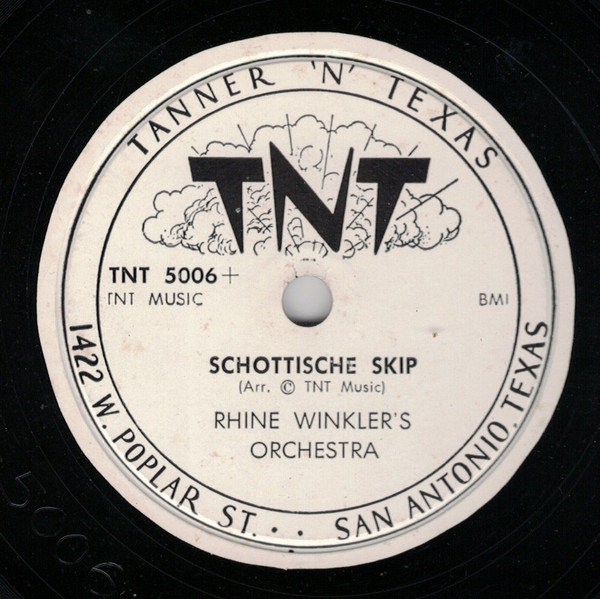 TANNER 'N' TEXAS
TNT
TNT 5006+
TNT MUSIC
BMI
SCHOTTISCHE SKIP
(Arr. © TNT Music)
RHINE WINKLER'S
ORCHESTRA
1422 W. POPLAR ST. • • SAN ANTONIO, TEXAS
5006